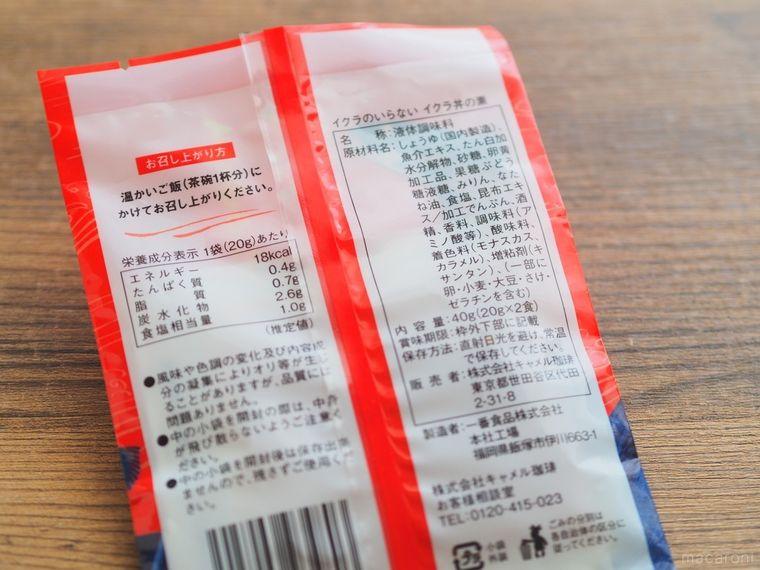 お召し上がり方
温かいご飯(茶碗1杯分)に
かけてお召し上がりください。
栄養成分表示 1袋(20g)あたり
エネルギー 18kcal
たんぱく質 0.4g
脂質 0.7g
炭水化物 2.6g
食塩相当量 1.0g
(推定値)
●風味や色調の変化及び内容成
分の凝集によりオリ等が生じ
ることがありますが、品質には
問題ありません。
●中の小袋を開封の際は、中身
が飛び散らないようご注意く
ださい。
●中の小袋を開封後は保存出来
ませんので、残さずご使用く
イクラのいらない イクラ丼の素
名称:液体調味料
原材料名:しょうゆ(国内製造)、
魚介エキス、たん白加
水分解物、砂糖、卵黄
加工品、果糖ぶどう
糖液糖、みりん、なた
ね油、食塩、昆布エキ
ス/加工でんぷん、酒
精、香料、調味料(ア
ミノ酸等)、酸味料、
着色料(モナスカス、
カラメル)、増粘剤(キ
サンタン)、(一部に
卵・小麦・大豆・さけ・
ゼラチンを含む)
内容量:40g(20g×2食)
賞味期限:枠外下部に記載
保存方法:直射日光を避け、常温
で保存してください。
販売者:株式会社キャメル珈琲
東京都世田谷区代田
2-31-8
製造者:一番食品株式会社
本社工場
福岡県飯塚市伊川663-1
株式会社キャメル珈琲
お客様相談室
TEL:0120-415-023
プラ
小袋
外装
ごみの分別は
各自治体の区分に
従ってください。
macaroni